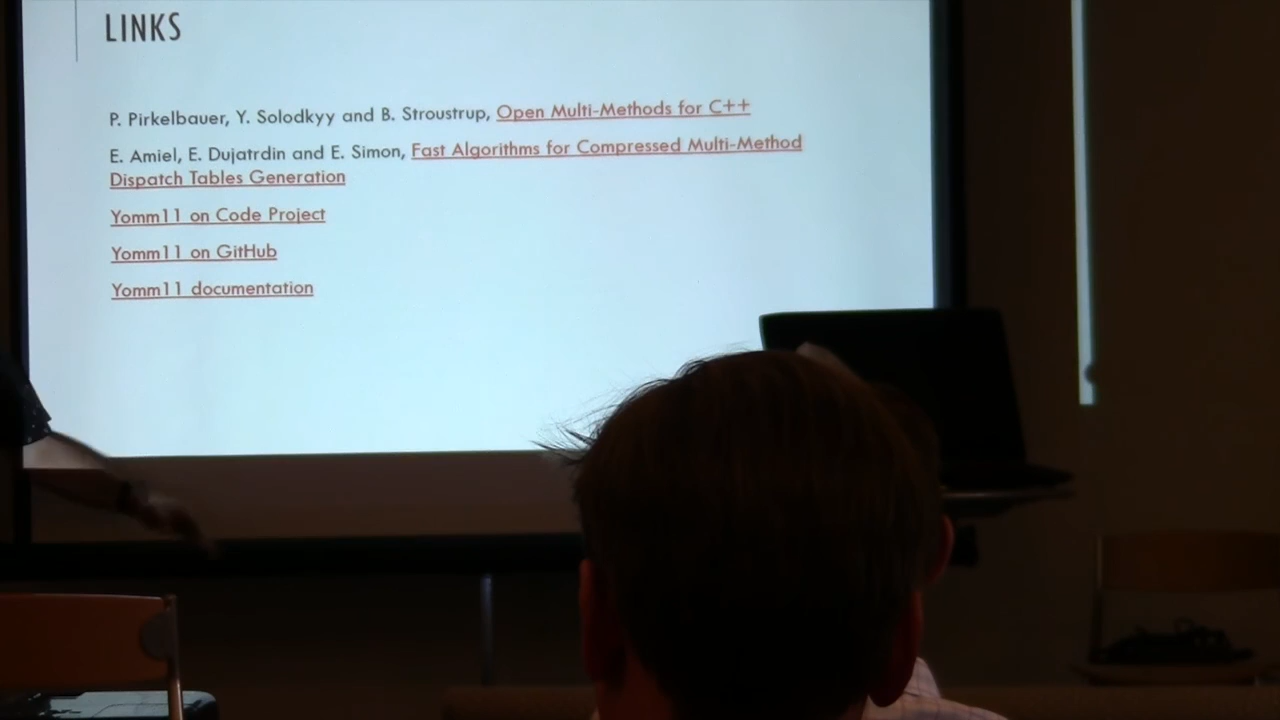 LINKS
P. Pirkelbauer, Y. Solodkyy and B. Stroustrup, Open Multi-Methods for C++
E. Amiel, E. Dujatrdin and E. Simon, Fast Algorithms for Compressed Multi-Method
Dispatch Tables Generation
Yomm11 on Code Project
Yomm11 on GitHub
Yomm11 documentation